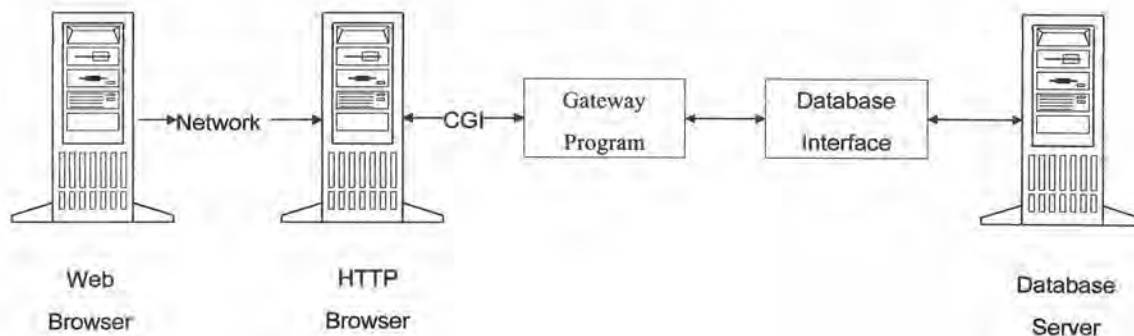 Network
CGI
Gateway
Program
Database
Interface
Web
Browser
HTTP
Browser
Database
Server